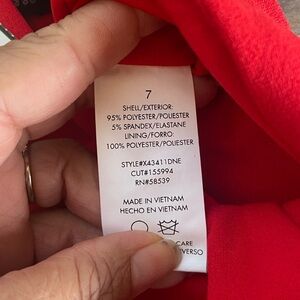 7
SHELL/EXTERIOR:
95% POLYESTER/POLIESTER
5% SPANDEX/ELASTANE
LINING/FORRO:
100% POLYESTER/POLIESTER
STYLE#X43411DNE
CUT#155994
RN#58539
MADE IN VIETNAM
HECHO EN VIETNAM
CARE